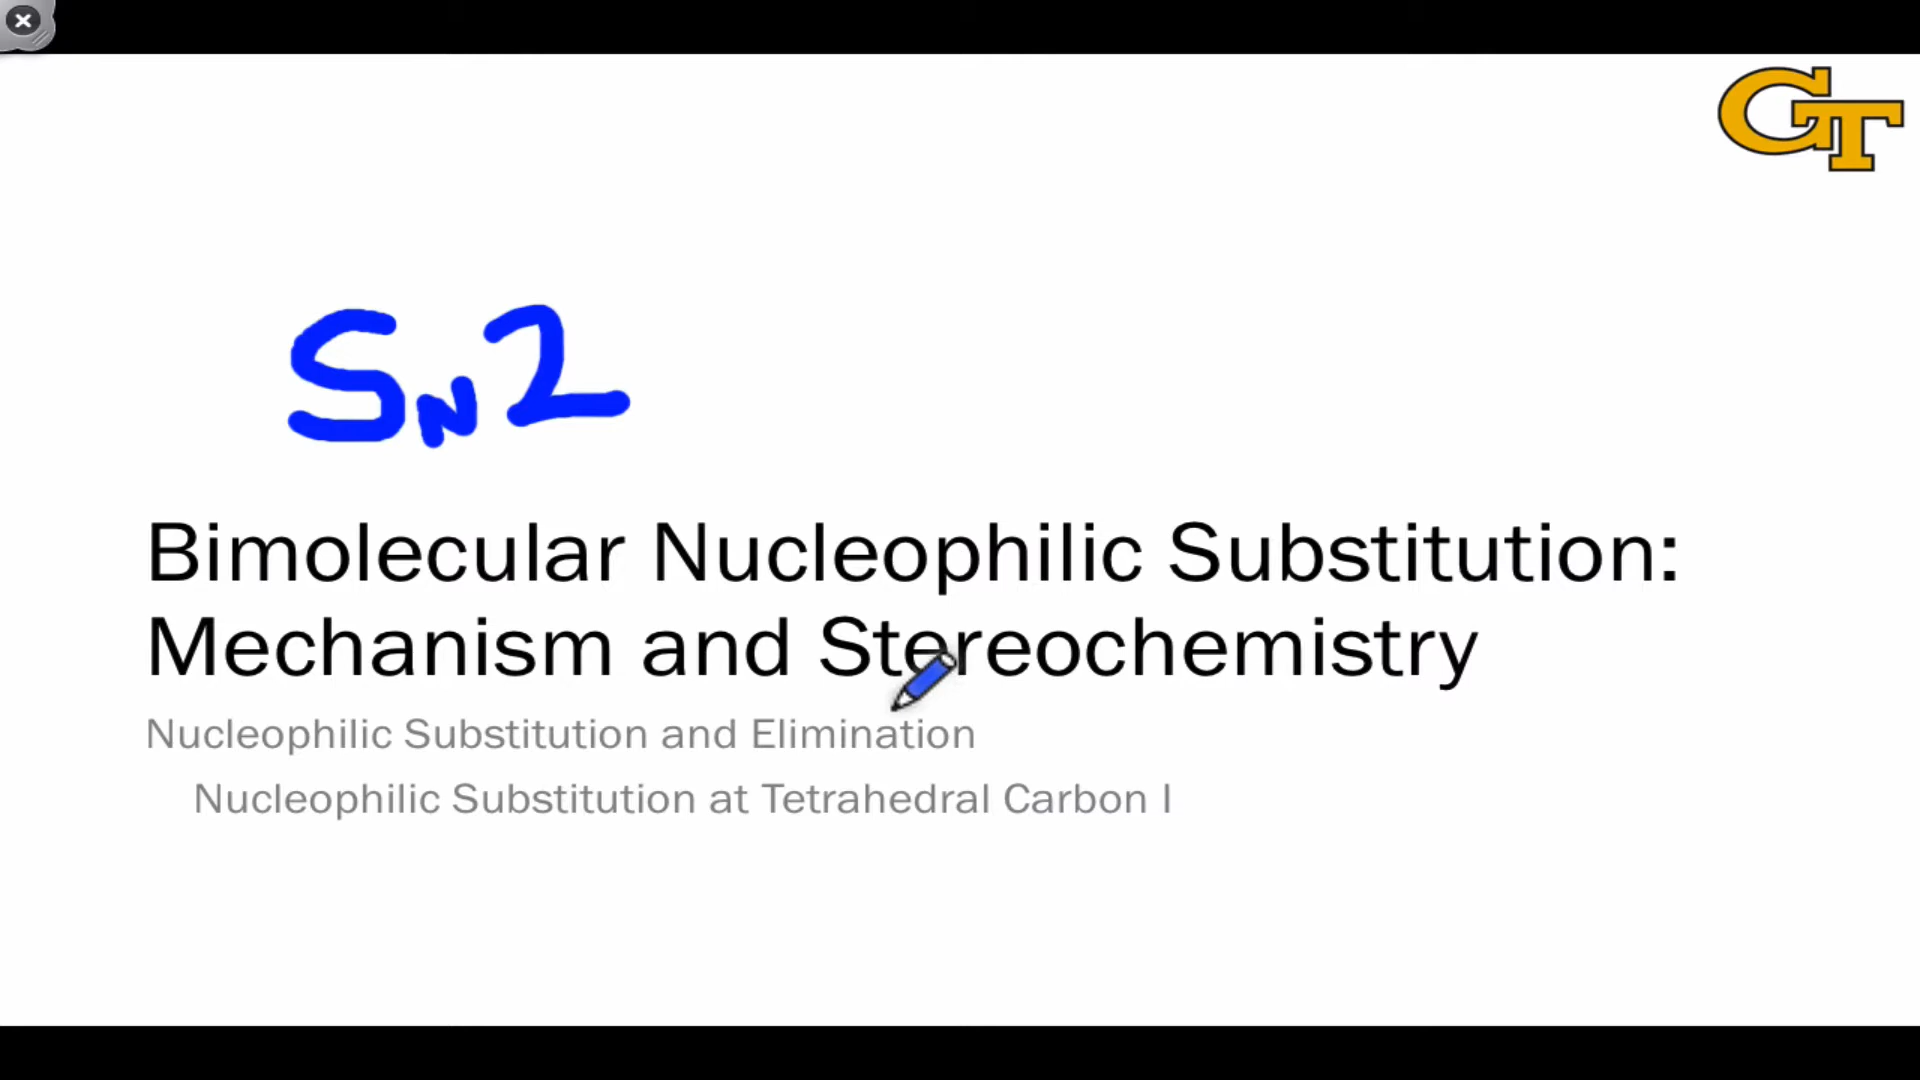 GT
SN2
Bimolecular Nucleophilic Substitution:
Mechanism and Stereochemistry
Nucleophilic Substitution and Elimination
Nucleophilic Substitution at Tetrahedral Carbon I